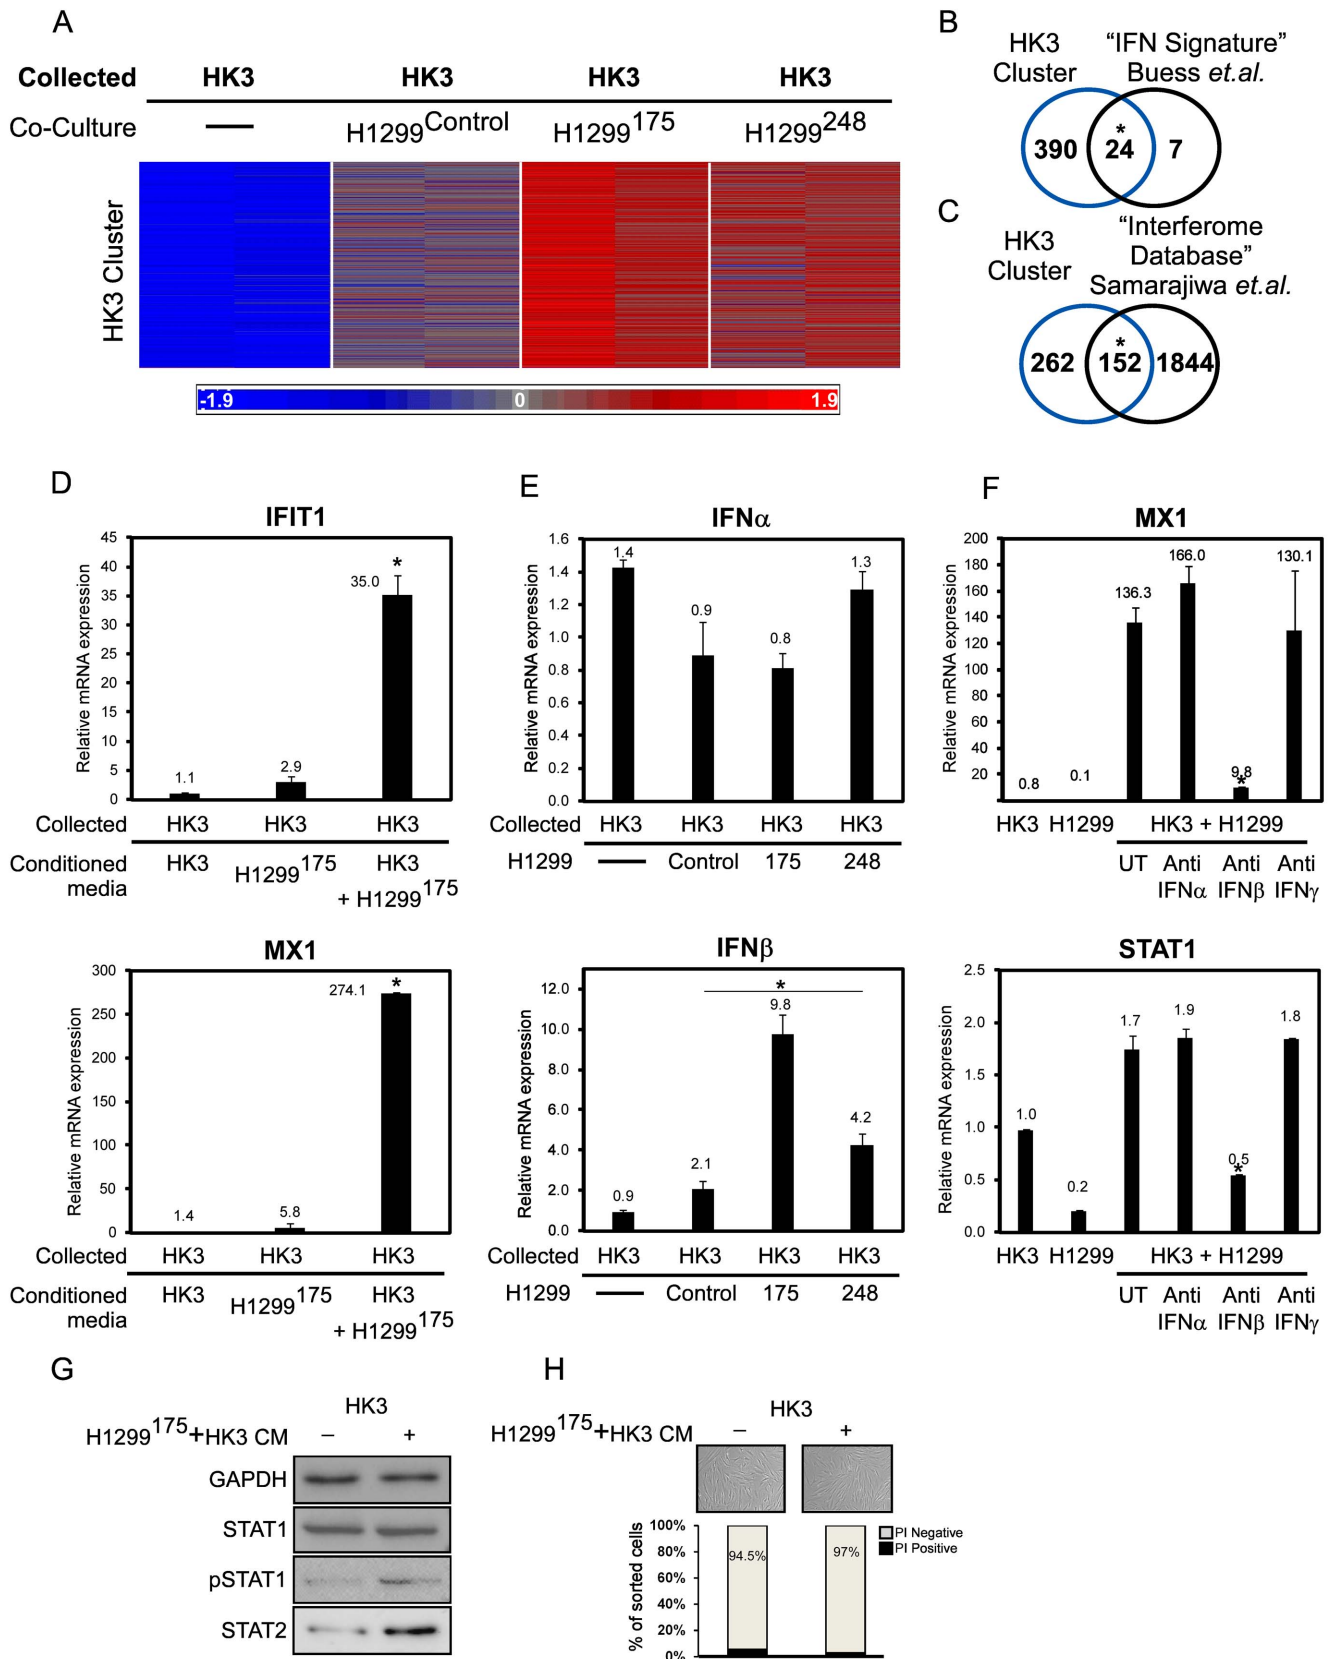 A
Collected HK3 HK3 HK3 HK3
Co-Culture — H1299Control H1299175 H1299248
HK3 Cluster
-1.9 0 1.9
B
HK3 Cluster
“IFN Signature”
Buess et.al.
390 24 7
*
C
HK3 Cluster
“Interferome
Database”
Samarajiwa et.al.
262 152 1844
*
D
IFIT1
Relative mRNA expression
45
40
35
30
25
20
15
10
5
0
1.1 2.9 35.0 *
Collected HK3 HK3 HK3
Conditioned media HK3 H1299175 HK3 + H1299175
MX1
Relative mRNA expression
300
250
200
150
100
50
0
1.4 5.8 274.1 *
Collected HK3 HK3 HK3
Conditioned media HK3 H1299175 HK3 + H1299175
E
IFNα
Relative mRNA expression
1.6
1.4
1.2
1.0
0.8
0.6
0.4
0.2
0.0
1.4 0.9 0.8 1.3
Collected HK3 HK3 HK3 HK3
H1299 — Control 175 248
IFNβ
Relative mRNA expression
12.0
10.0
8.0
6.0
4.0
2.0
0.0
0.9 2.1 9.8 4.2
*
Collected HK3 HK3 HK3 HK3
H1299 — Control 175 248
F
MX1
Relative mRNA expression
200
180
160
140
120
100
80
60
40
20
0.8 0.1 136.3 166.0 9.8 130.1
*
HK3 H1299 HK3 + H1299
UT Anti IFNα Anti IFNβ Anti IFNγ
STAT1
Relative mRNA expression
2.5
2.0
1.5
1.0
0.5
0.0
1.0 0.2 1.7 1.9 0.5 1.8
*
HK3 H1299 HK3 + H1299
UT Anti IFNα Anti IFNβ Anti IFNγ
G
HK3
H1299175+HK3 CM – +
GAPDH
STAT1
pSTAT1
STAT2
H
HK3
H1299175+HK3 CM – +
% of sorted cells
100%
80%
60%
40%
20%
0%
94.5% 97%
PI Negative
PI Positive